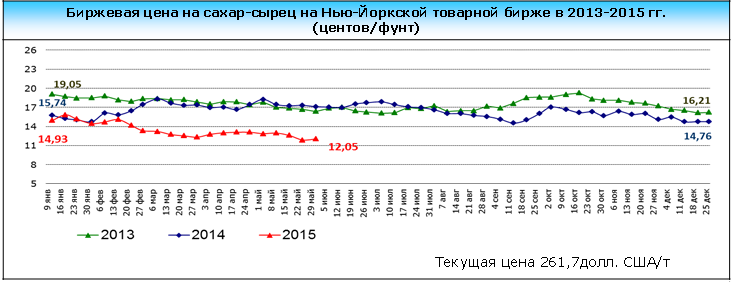 Биржевая цена на сахар-сырец на Нью-Йоркской товарной бирже в 2013-2015 гг.
(центов/фунт)
26
23
20
17
14
11
8
5
19,05
15,74
14,93
12,05
16,21
14,76
9 янв
16 янв
23 янв
30 янв
6 фев
13 фев
20 фев
27 фев
6 мар
13 мар
20 мар
27 мар
3 апр
10 апр
17 апр
24 апр
1 май
8 май
15 май
22 май
29 май
5 июн
12 июн
19 июн
26 июн
3 июл
10 июл
17 июл
24 июл
31 июл
7 авг
14 авг
21 авг
28 авг
4 сен
11 сен
18 сен
25 сен
2 окт
9 окт
16 окт
23 окт
30 окт
6 ноя
13 ноя
20 ноя
27 ноя
4 дек
11 дек
18 дек
25 дек
2013 2014 2015
Текущая цена 261,7долл. США/т